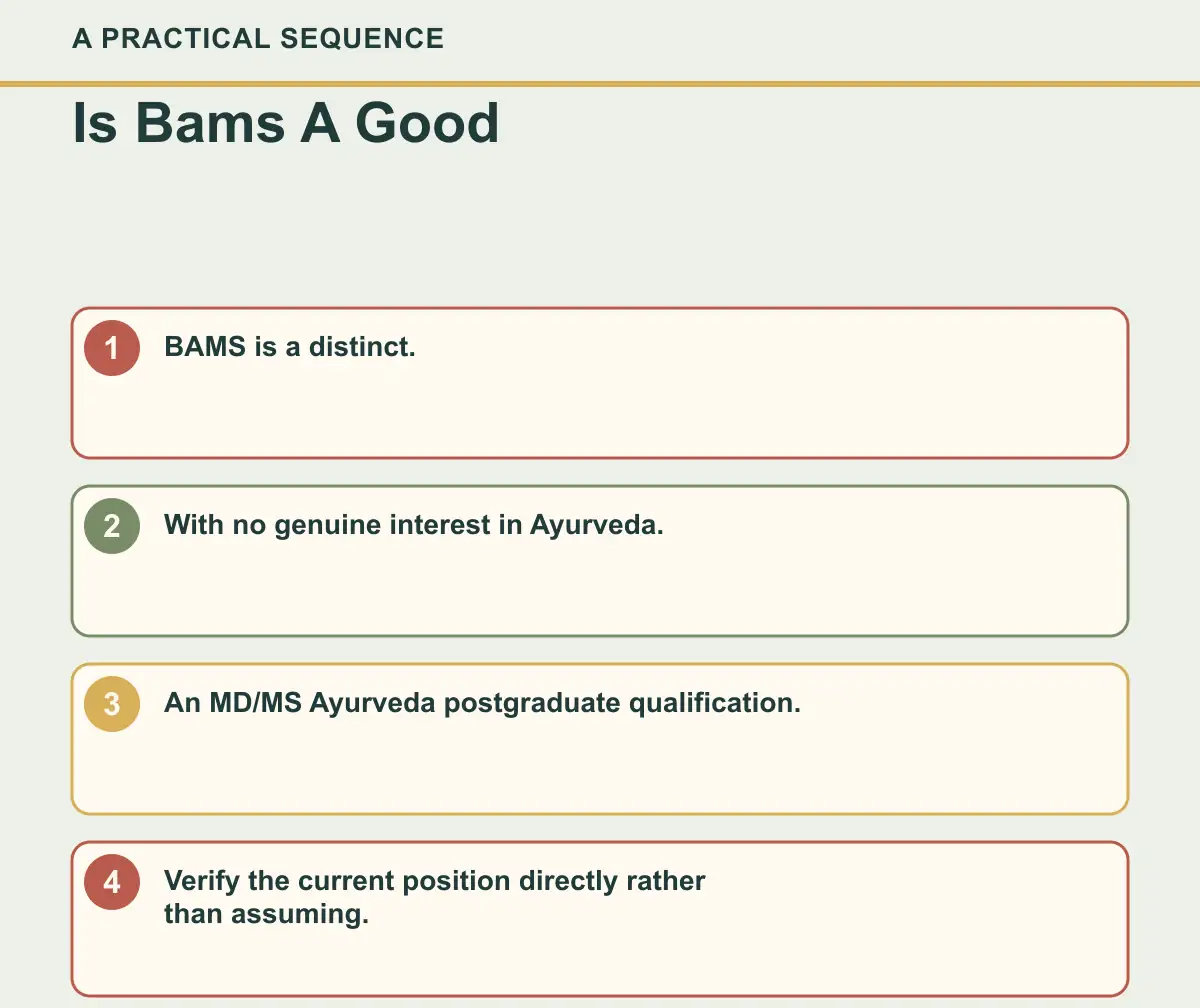 A PRACTICAL SEQUENCE
Is Bams A Good
1
BAMS is a distinct.
2
With no genuine interest in Ayurveda.
3
An MD/MS Ayurveda postgraduate qualification.
4
Verify the current position directly rather
than assuming.